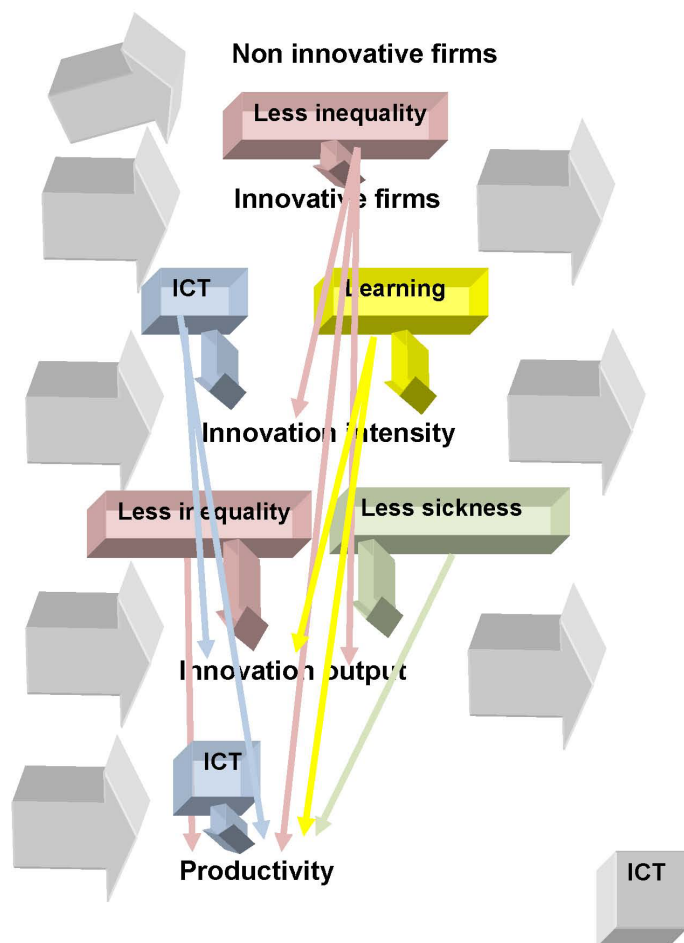 Non innovative firms
Less inequality
Innovative firms
ICT
Learning
Innovation intensity
Less inequality
Less sickness
Innovation output
ICT
Productivity
ICT